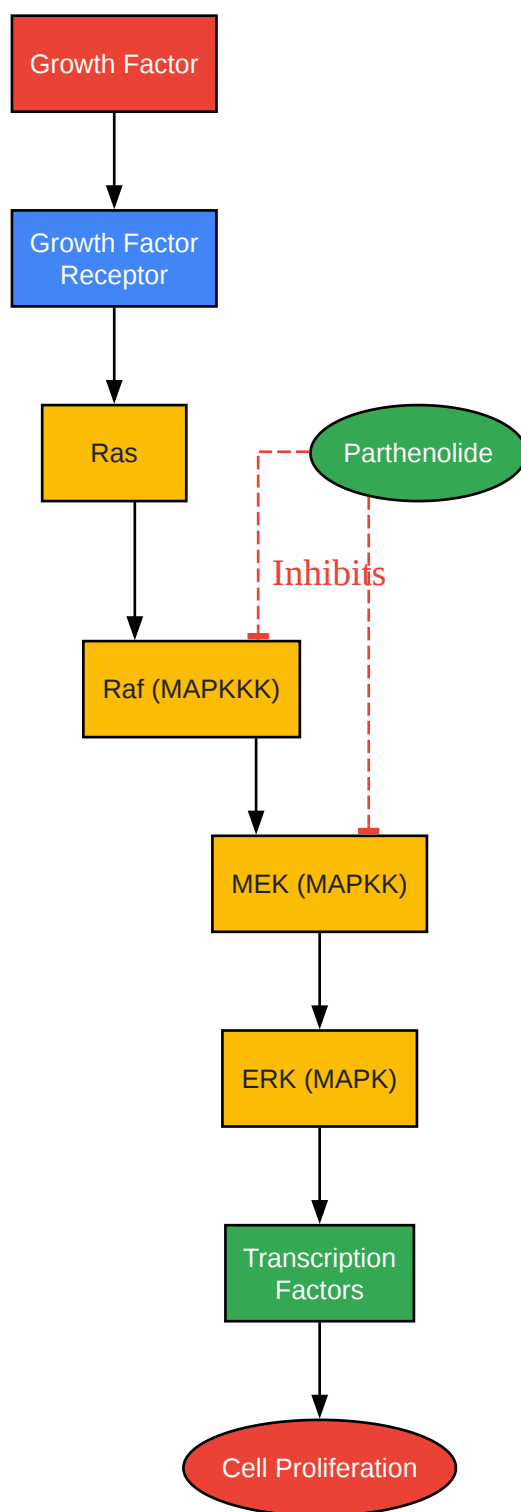 Growth Factor
Growth Factor
Receptor
Ras
Parthenolide
Inhibits
Raf (MAPKKK)
MEK (MAPKK)
ERK (MAPK)
Transcription
Factors
Cell Proliferation